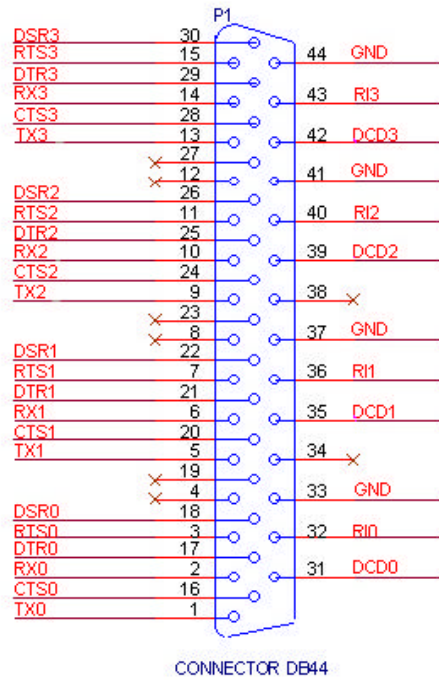 P1
DSR3 30
RTS3 15 44 GND
DTR3 29
RX3 14 43 RI3
CTS3 28
TX3 13 42 DCD3
27
12 41 GND
DSR2 26
RTS2 11 40 RI2
DTR2 25
RX2 10 39 DCD2
CTS2 24
TX2 9 38
23
8 37 GND
DSR1 22
RTS1 7 36 RI1
DTR1 21
RX1 6 35 DCD1
CTS1 20
TX1 5 34
19
4 33 GND
DSR0 18
RTS0 3 32 RI0
DTR0 17
RX0 2 31 DCD0
CTS0 16
TX0 1
CONNECTOR DB44